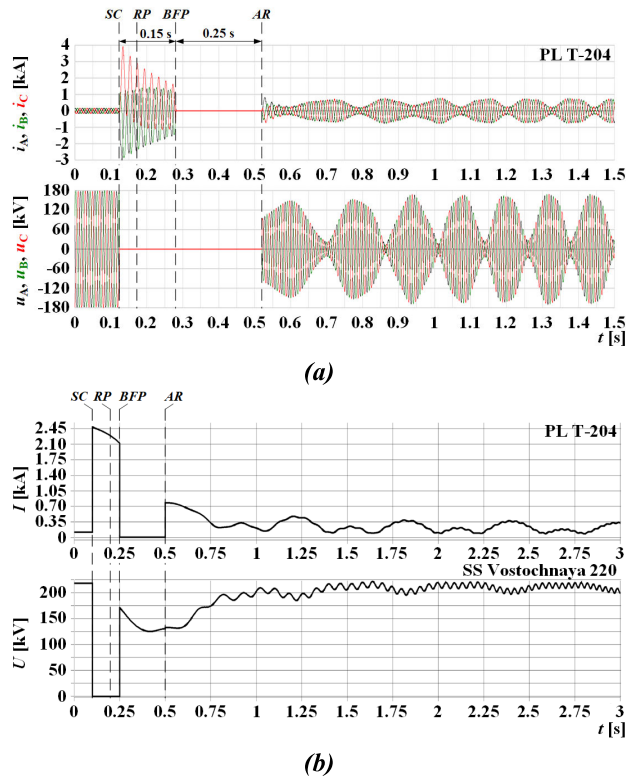 SC RP BFP AR
(a)
0.15 s 0.25 s
4
3
2
1
0
1
2
3
PL T-204
i_A, i_B, i_C [kA]
0 0.1 0.2 0.3 0.4 0.5 0.6 0.7 0.8 0.9 1 1.1 1.2 1.3 1.4 1.5
180
120
60
0
-60
-120
-180
u_A, u_B, u_C [kV]
0 0.1 0.2 0.3 0.4 0.5 0.6 0.7 0.8 0.9 1 1.1 1.2 1.3 1.4 1.5
t [s]
(a)
(b)
SC RP BFP AR
2.45
2.10
1.75
1.40
1.05
0.70
0.35
0
PL T-204
I [kA]
0 0.25 0.5 0.75 1 1.25 1.5 1.75 2 2.25 2.5 2.75 3
SS Vostochnaya 220
200
150
100
50
0
U [kV]
0 0.25 0.5 0.75 1 1.25 1.5 1.75 2 2.25 2.5 2.75 3
t [s]
(b)